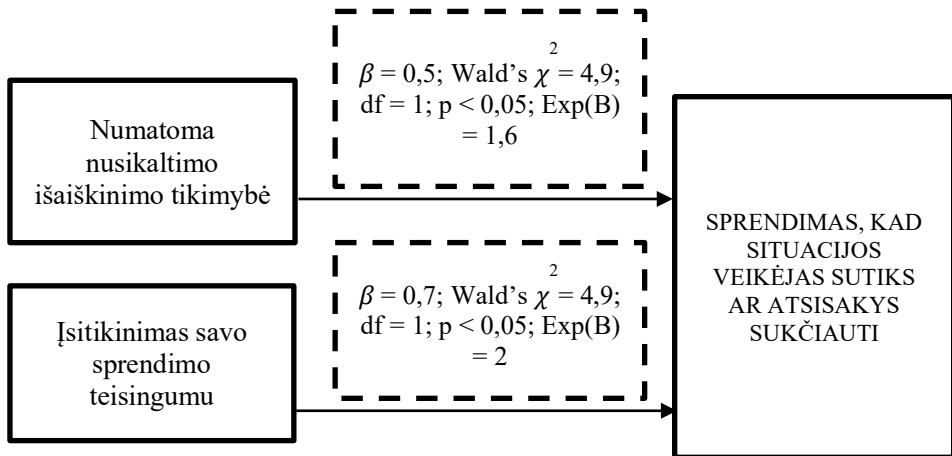 Numatoma
nusikaltimo
išaiškinimo tikimybė
2
𝛽 = 0,5; Wald's 𝜒 = 4,9;
df = 1; p < 0,05; Exp(B)
= 1,6
Įsitikinimas savo
sprendimo
teisingumu
2
𝛽 = 0,7; Wald's 𝜒 = 4,9;
df = 1; p < 0,05; Exp(B)
= 2
SPRENDIMAS, KAD
SITUACIJOS
VEIKĖJAS SUTIKS
AR ATSISAKYS
SUKČIAUTI